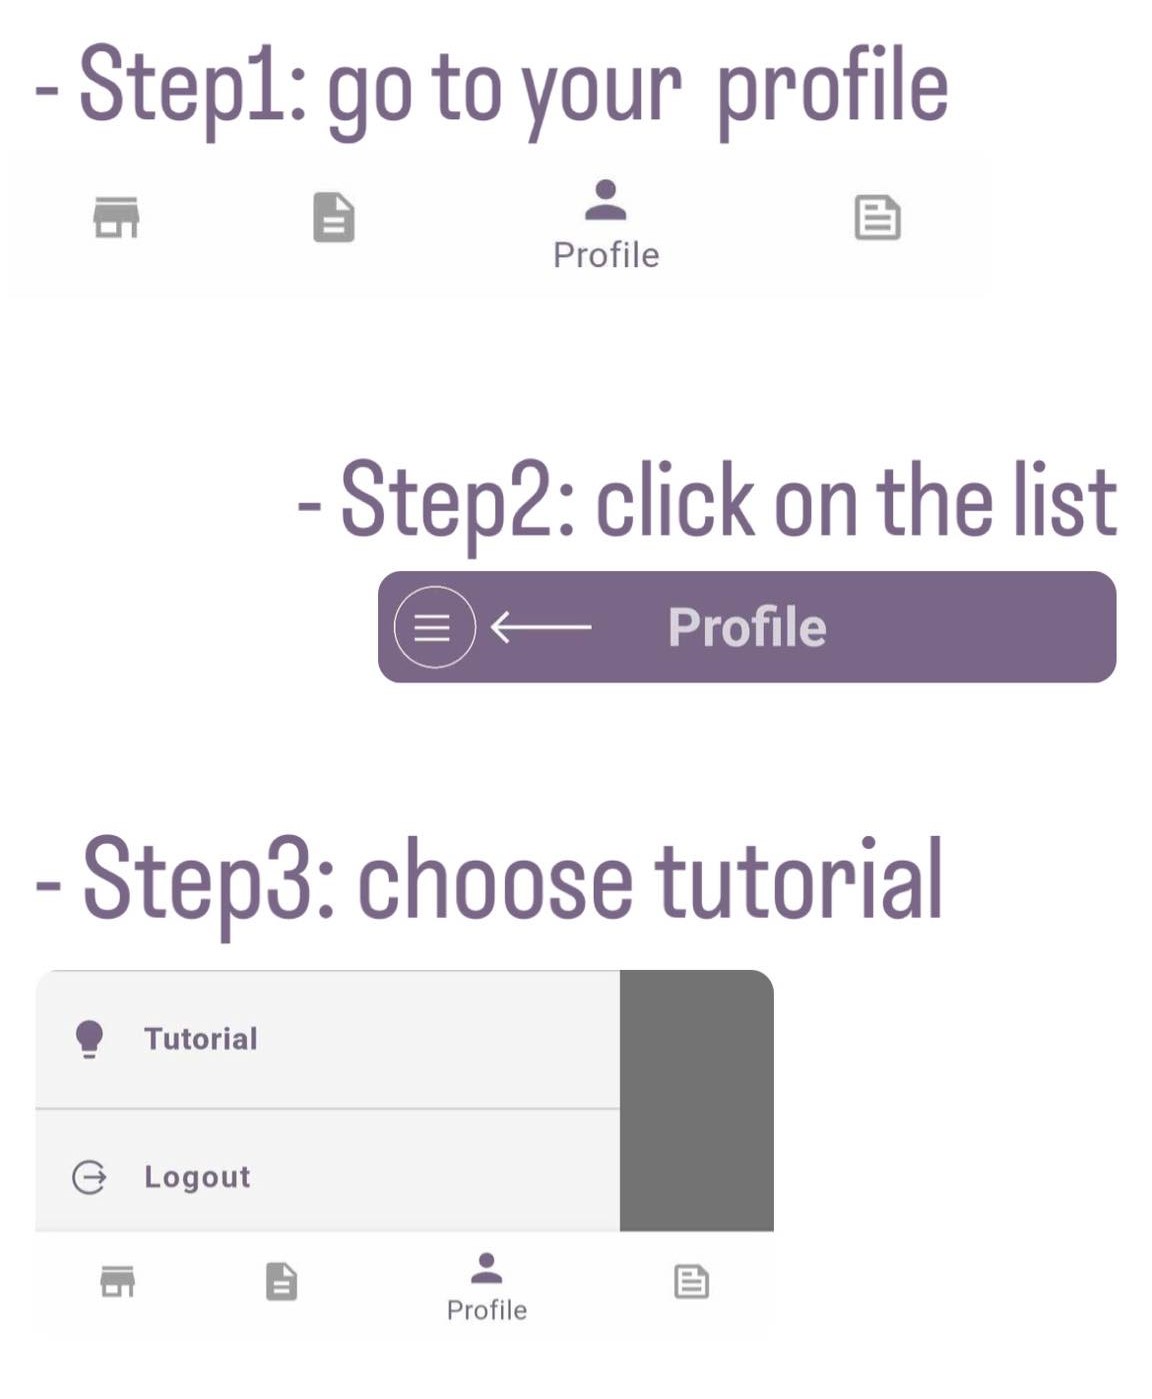 - Step1: go to your profile
Profile
- Step2: click on the list
Profile
- Step3: choose tutorial
Tutorial
Logout
Profile